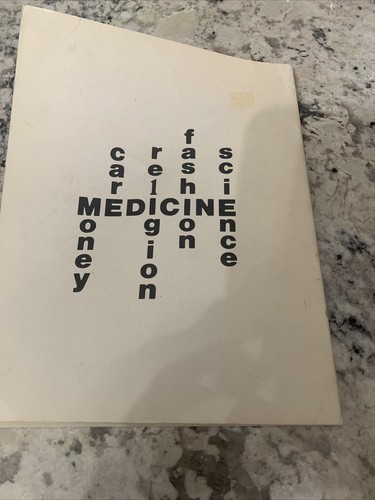 MEDICINE
Money
carE
relIgion
fashIon
sciEnce